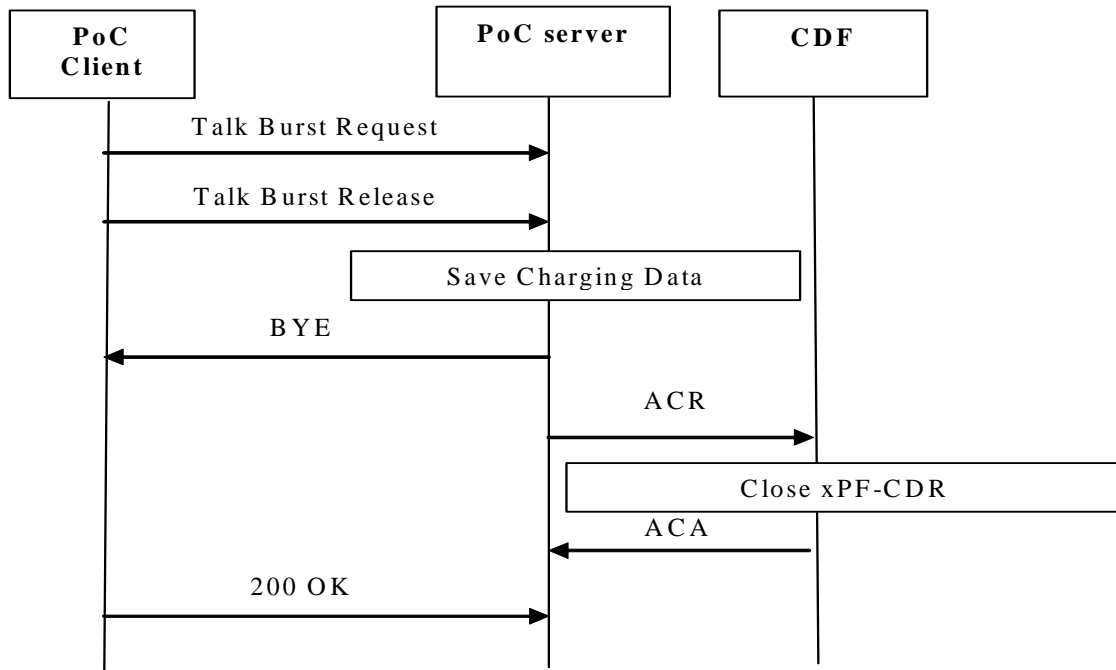 PoC
Client
PoC server
CDF
Talk Burst Request
Talk Burst Release
Save Charging Data
BYE
ACR
Close xPF-CDR
ACA
200 OK